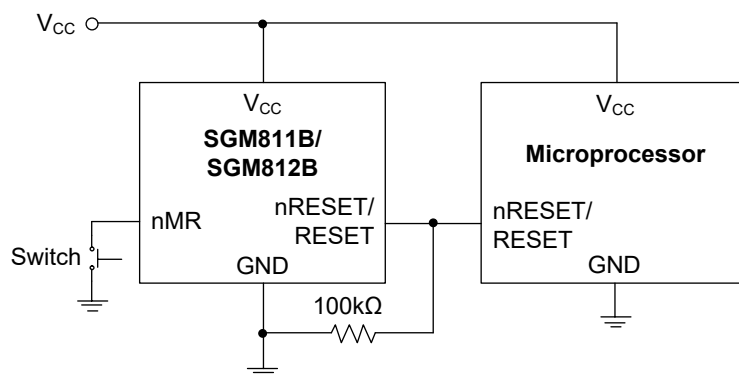 VCC
VCC
SGM811B/
SGM812B
nMR
nRESET/
RESET
GND
Switch
100kΩ
VCC
Microprocessor
nRESET/
RESET
GND